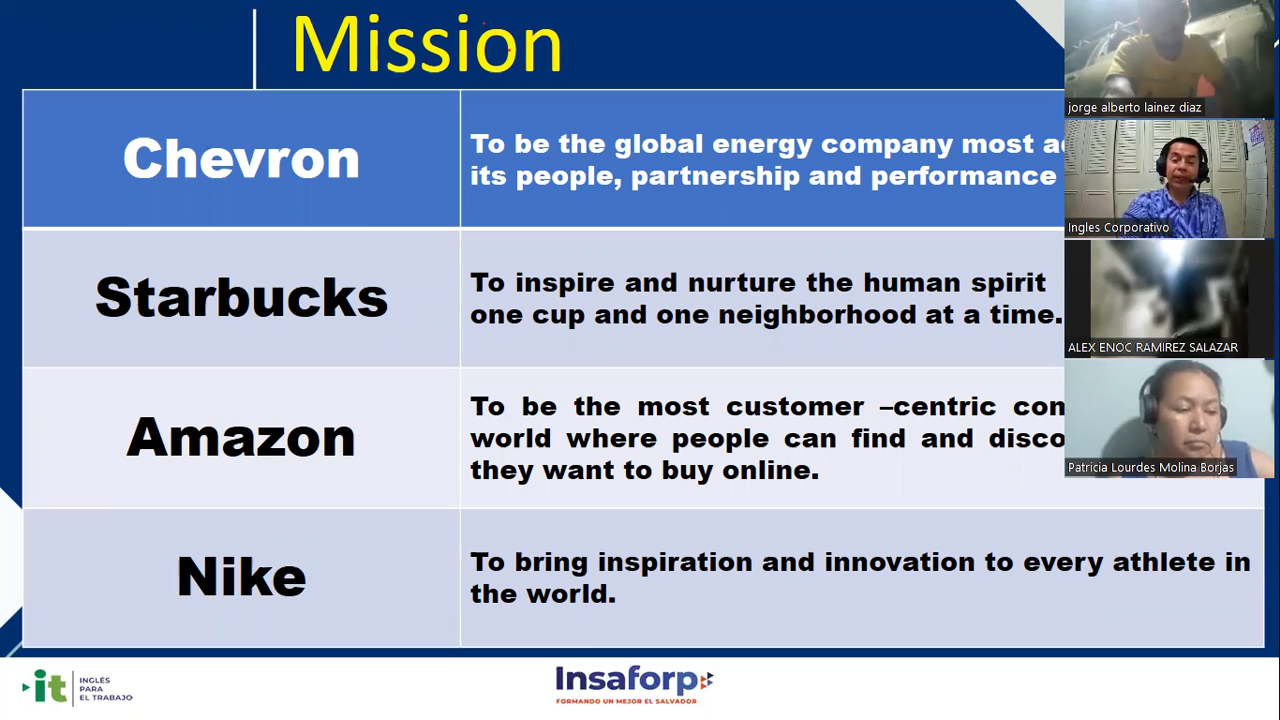 Mission
Chevron
To be the global energy company most
its people, partnership and performance
Starbucks
To inspire and nurture the human spirit
one cup and one neighborhood at a time.
Amazon
To be the most customer –centric
world where people can find and
they want to buy online.
Nike
To bring inspiration and innovation to every athlete in
the world.
jorge alberto lainez diaz
Ingles Corporativo
ALEX ENOC RAMIREZ SALAZAR
Patricia Lourdes Molina Borjas
it
INGLÉS
PARA
EL TRABAJO
Insaforp
FORMANDO UN MEJOR EL SALVADOR